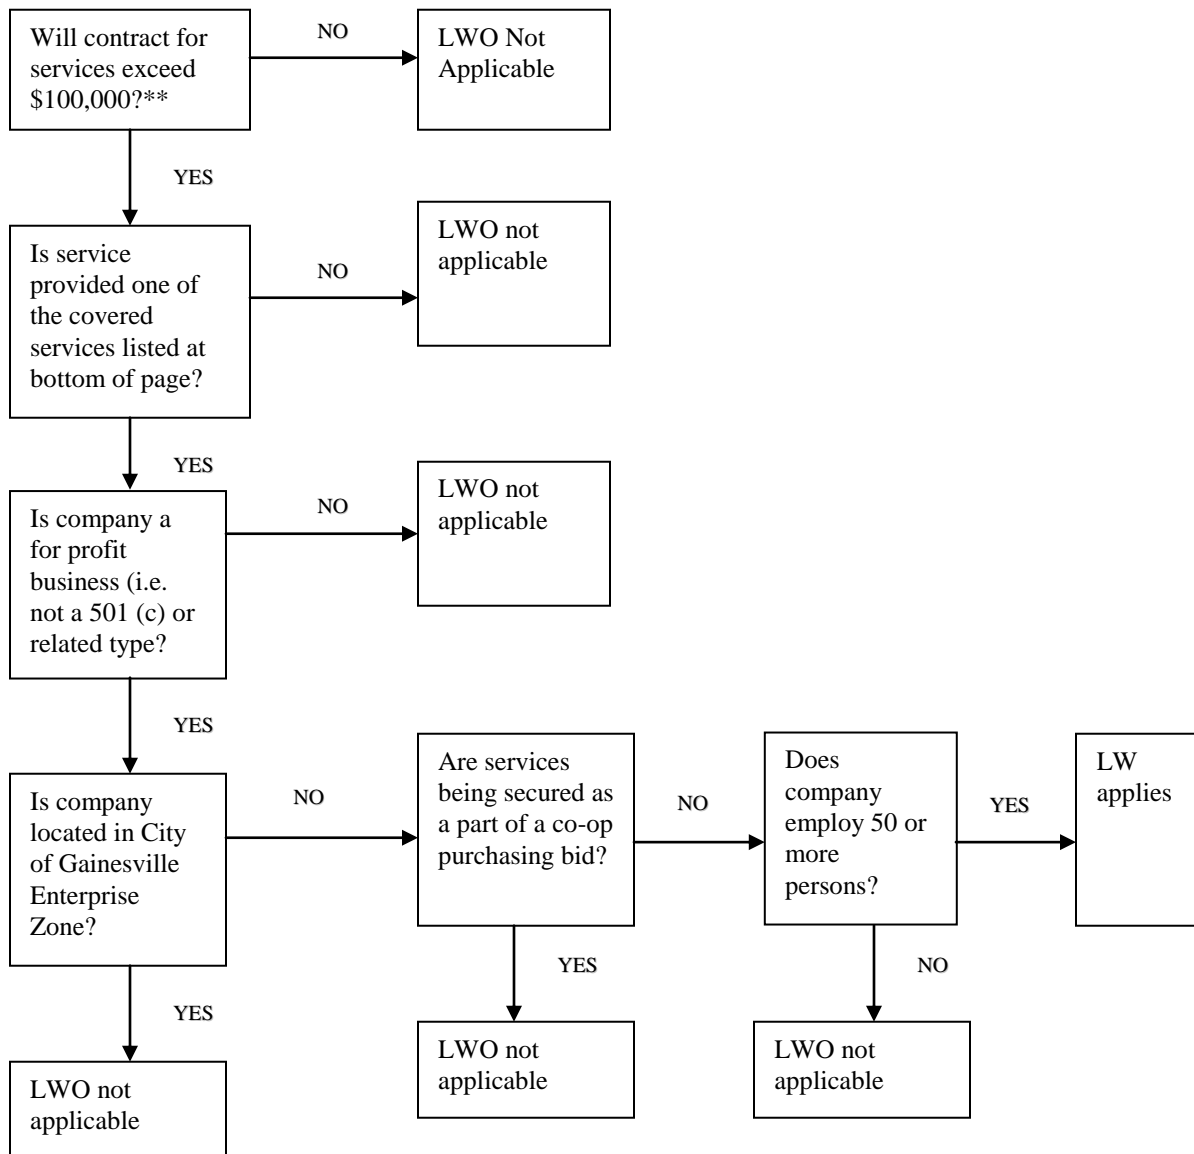 Will contract for
services exceed
$100,000?**
NO
LWO Not
Applicable
YES
Is service
provided one of
the covered
services listed at
bottom of page?
NO
LWO not
applicable
YES
Is company a
for profit
business (i.e.
not a 501 (c) or
related type?
NO
LWO not
applicable
YES
Is company
located in City
of Gainesville
Enterprise
Zone?
NO
Are services
being secured as
a part of a co-op
purchasing bid?
NO
Does
company
employ 50 or
more
persons?
YES
LW
applies
YES
LWO not
applicable
YES
LWO not
applicable
NO
LWO not
applicable